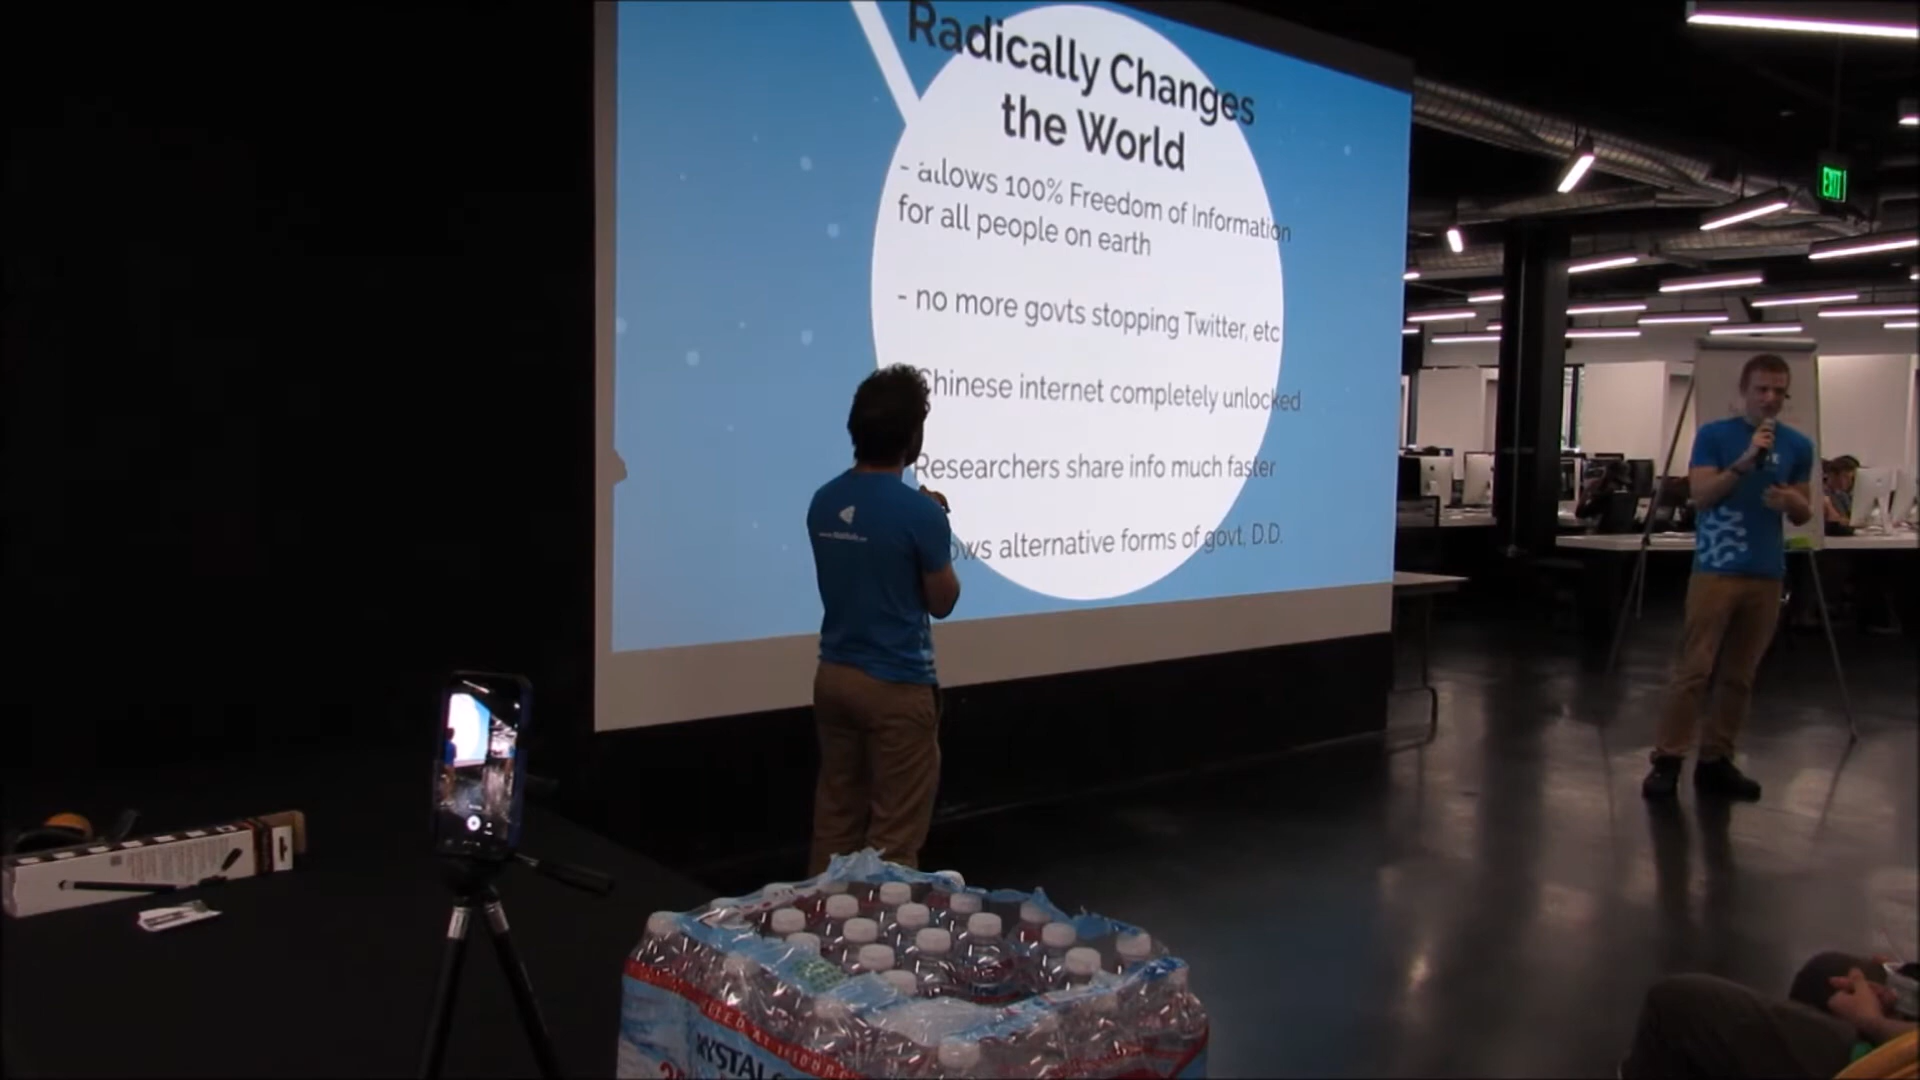 Radically Changes
the World
- allows 100% Freedom of Information
for all people on earth
- no more govts stopping Twitter, etc
Chinese internet completely unlocked
Researchers share info much faster
ows alternative forms of govt, D.D.
EXIT